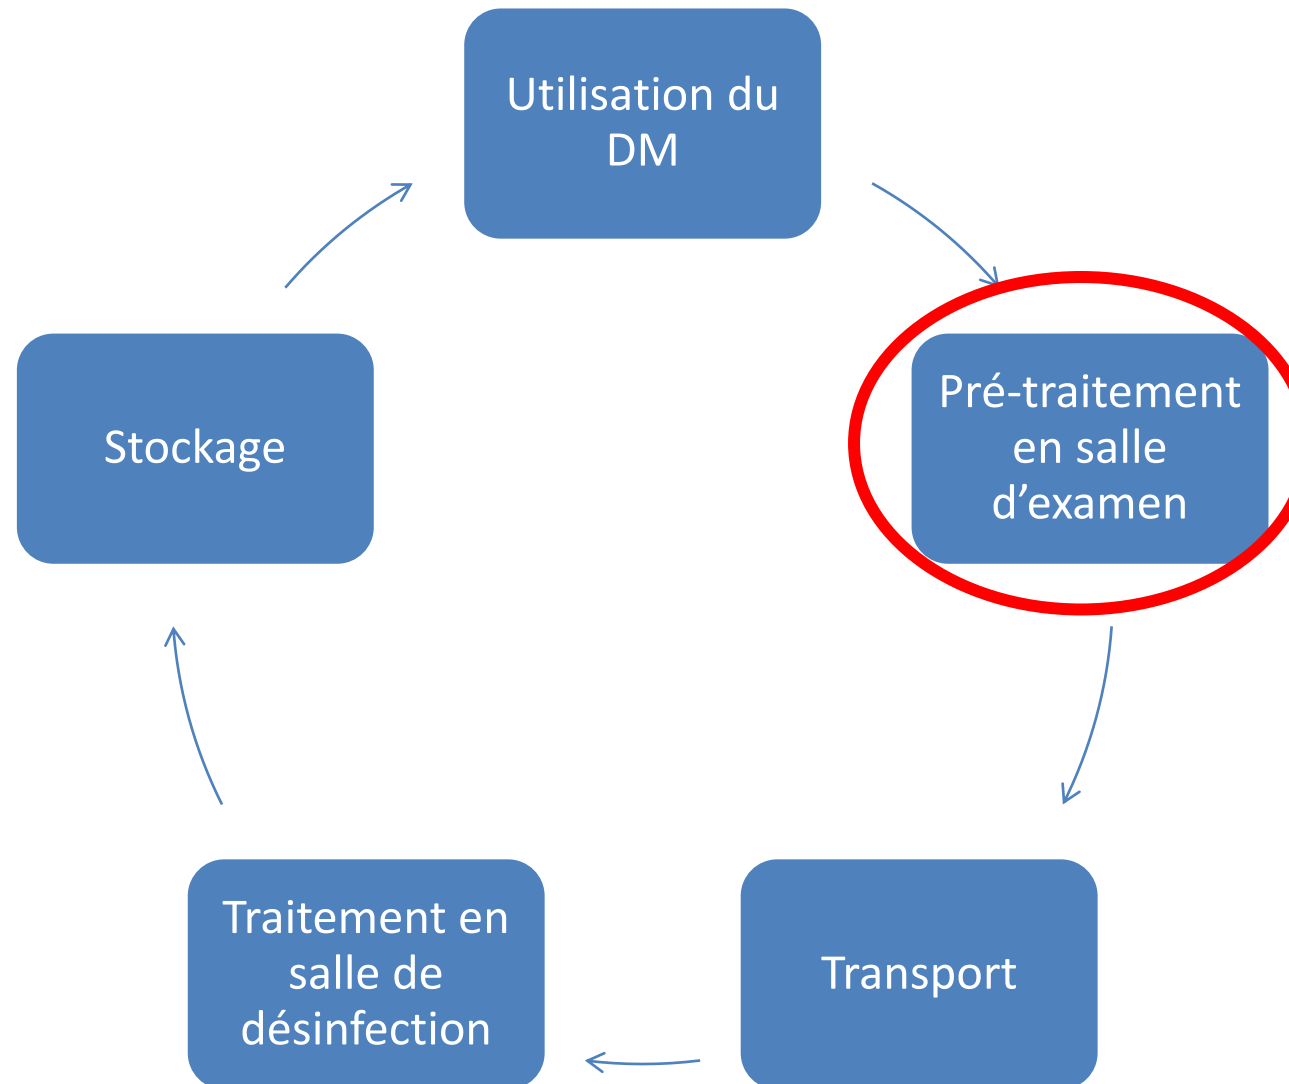 Utilisation du
DM
Pré-traitement
en salle
d’examen
Transport
Traitement en
salle de
désinfection
Stockage